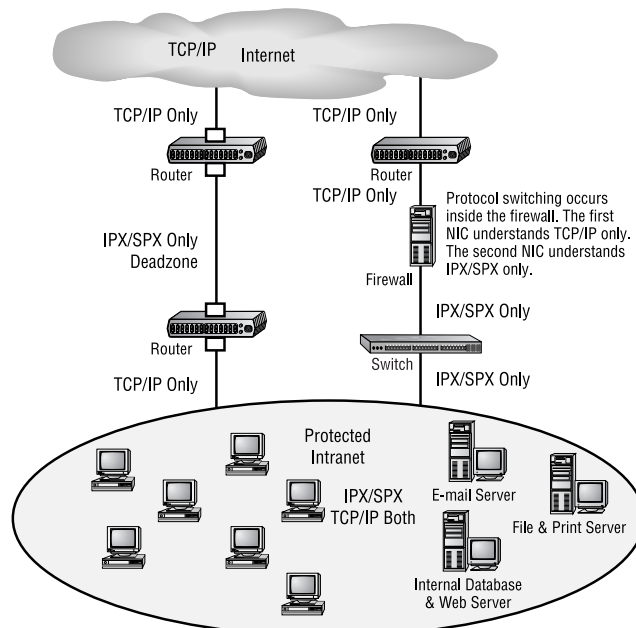 TCP/IP
Internet
TCP/IP Only
TCP/IP Only
Router
Router
TCP/IP Only
Protocol switching occurs
inside the firewall. The first
NIC understands TCP/IP only.
The second NIC understands
IPX/SPX only.
IPX/SPX Only
Deadzone
Firewall
IPX/SPX Only
Router
Switch
TCP/IP Only
IPX/SPX Only
Protected
Intranet
IPX/SPX
TCP/IP Both
E-mail Server
File & Print Server
Internal Database
& Web Server